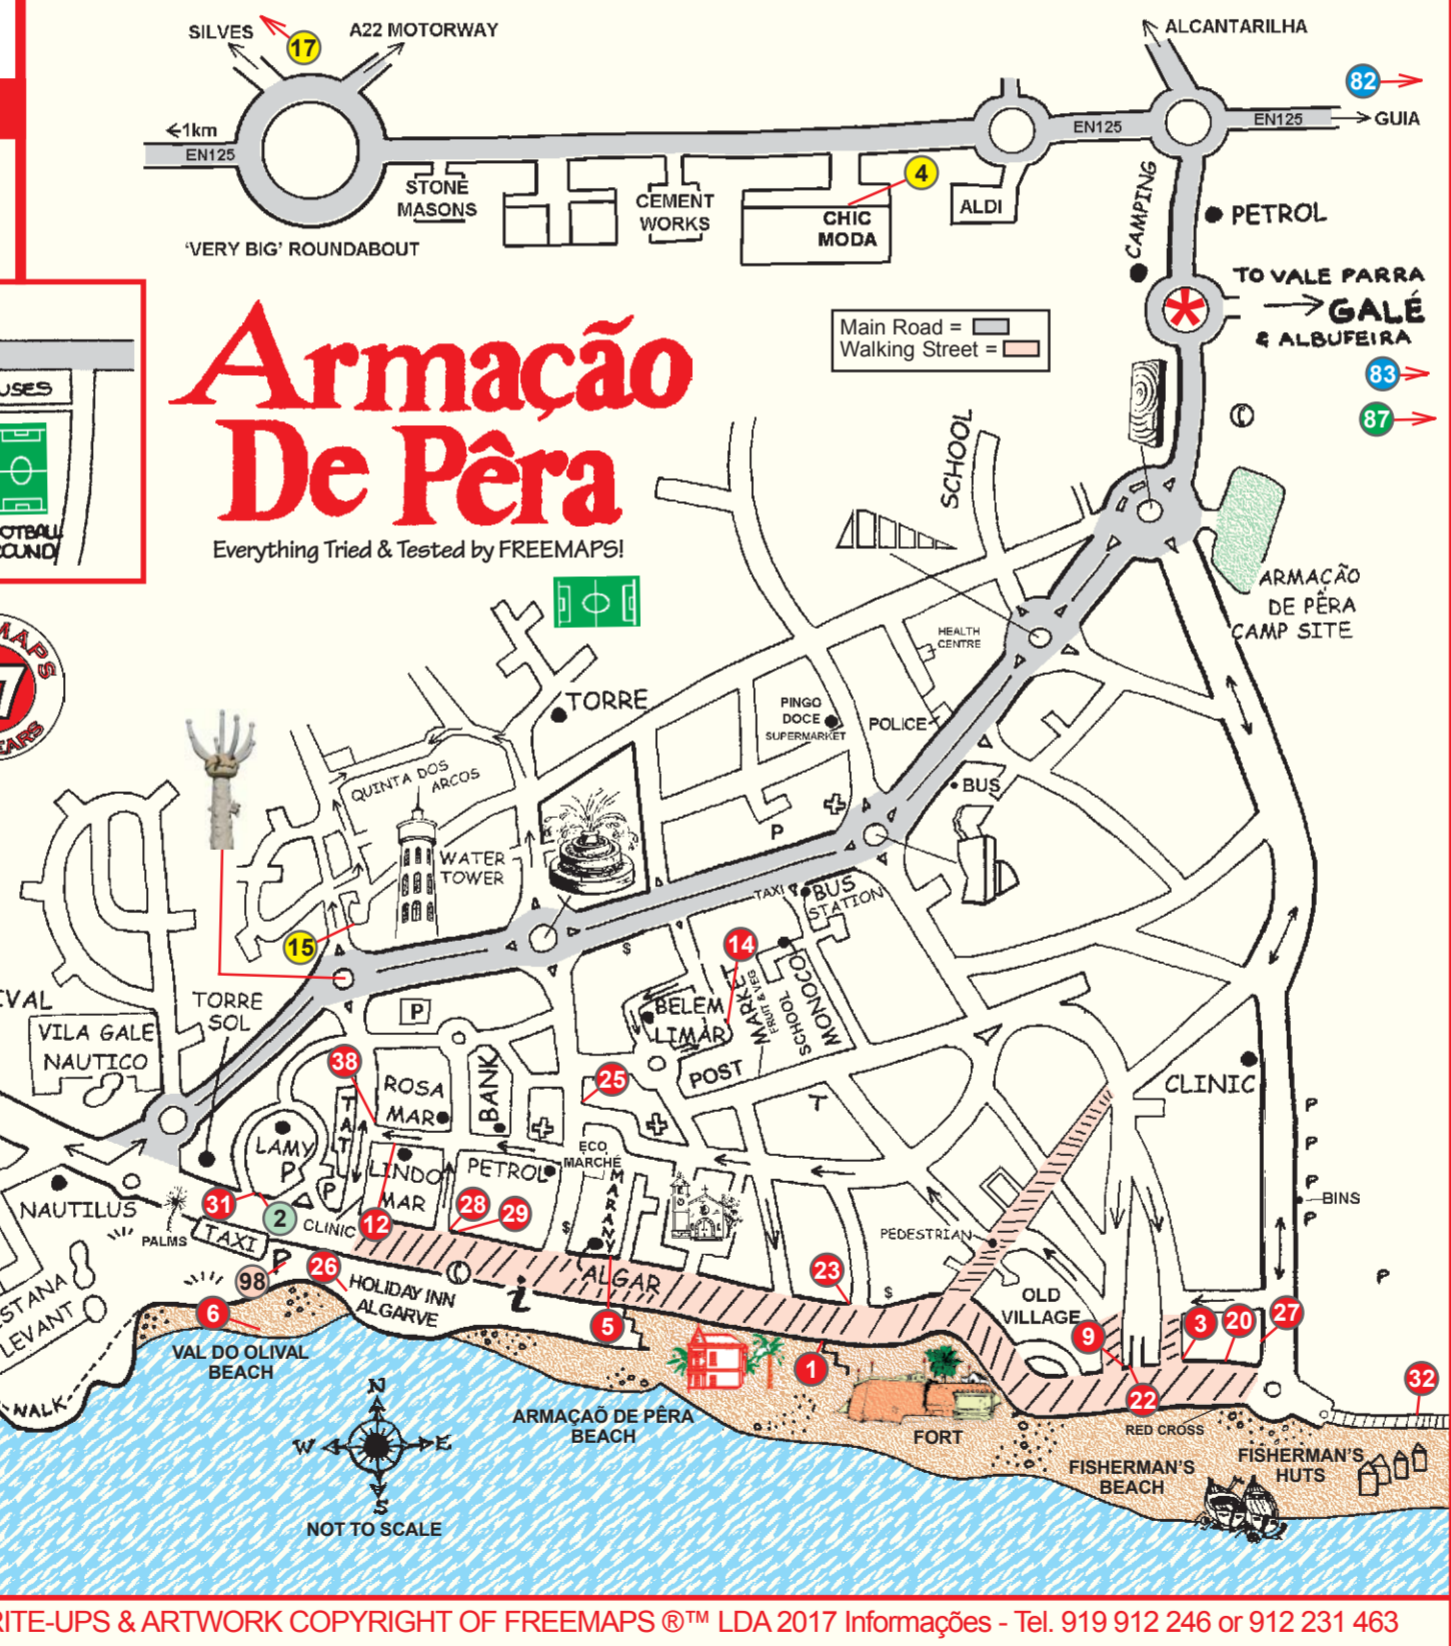 SILVES
17
A22 MOTORWAY
ALCANTARILHA
82
←1km
EN125
EN125
EN125
GUIA
STONE
MASONS
CEMENT
WORKS
4
CHIC
MODA
ALDI
CAMPING
PETROL
'VERY BIG' ROUNDABOUT
TO VALE PARRA
GALÉ
& ALBUFEIRA
Main Road =
Walking Street =
83
87
Armação
De Pêra
Everything Tried & Tested by FREEMAPS!
SCHOOL
ARMAÇÃO
DE PÊRA
CAMP SITE
HEALTH
CENTRE
TORRE
PINGO
DOCE
SUPERMARKET
POLICE
QUINTA DOS
ARCOS
BUS
WATER
TOWER
P
TAXI
BUS
STATION
15
$
14
TORRE
SOL
P
VILA GALE
NAUTICO
BELEM
LIMAR
MARKET
FRUIT & VEG
SCHOOL
MONOCO
38
ROSA
MAR
BANK
25
POST
CLINIC
TAT
LAMY
P
P
LINDO
MAR
PETROL
ECO
MARCHÉ
MARANY
P
P
P
P
BINS
NAUTILUS
31
2
CLINIC
12
28
29
$
PALMS
TAXI
P
PEDESTRIAN
98
26
HOLIDAY INN
ALGARVE
i
ALGAR
23
$
OLD
VILLAGE
P
6
5
1
9
3
20
27
22
32
VAL DO OLIVAL
BEACH
WALK
N
W
E
S
NOT TO SCALE
ARMAÇAÕ DE PÊRA
BEACH
FORT
RED CROSS
FISHERMAN'S
BEACH
FISHERMAN'S
HUTS
RITE-UPS & ARTWORK COPYRIGHT OF FREEMAPS ®™ LDA 2017 Informações - Tel. 919 912 246 or 912 231 463